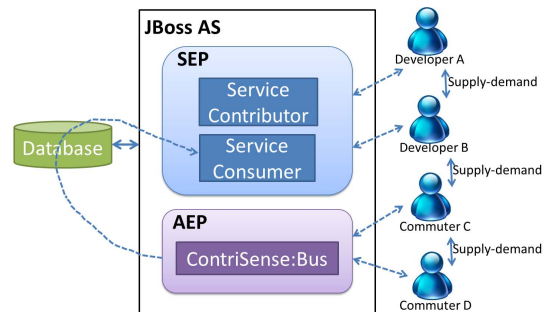 JBoss AS
SEP
Service
Contributor
Service
Consumer
Database
AEP
ContriSense:Bus
Developer A
Supply-demand
Developer B
Supply-demand
Commuter C
Supply-demand
Commuter D